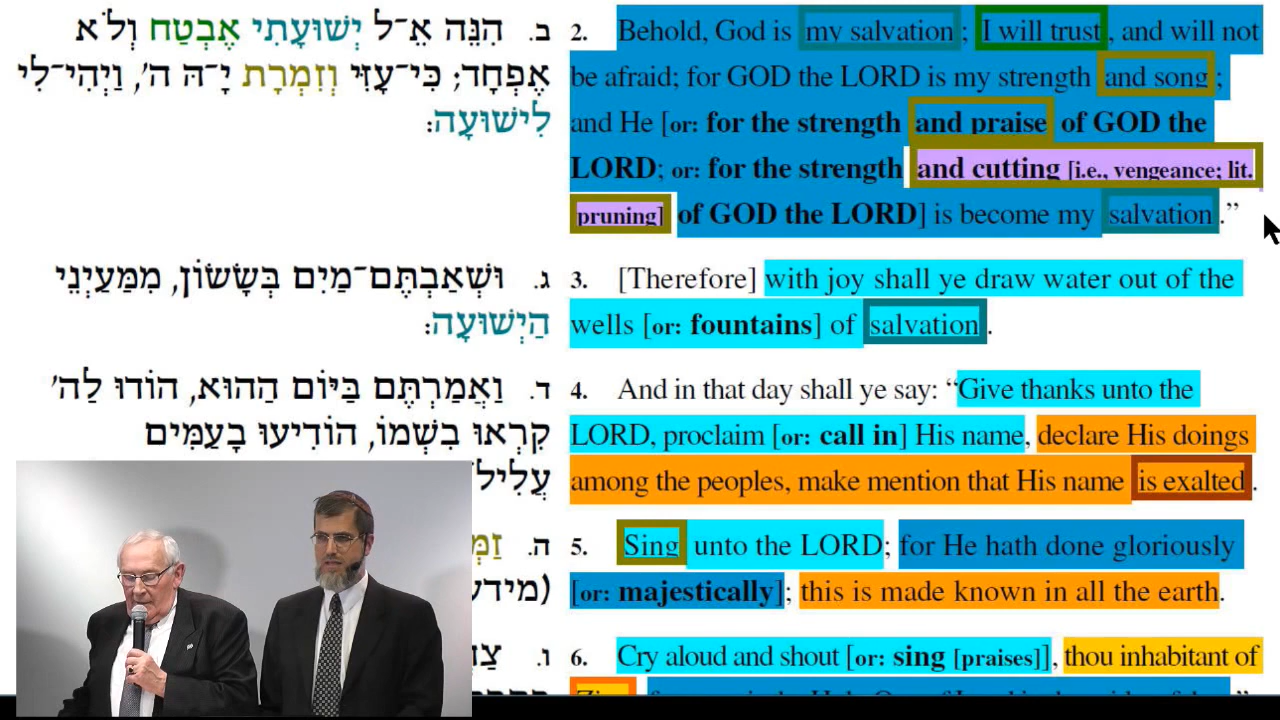 ב. הִנֵּה אֵ־ל יְשׁוּעָתִי אֶבְטַח וְלֹא
אֶפְחָד; כִּי־עָזִּי וְזִמְרָת יָ־הּ ה', וַיְהִי־לִי
לִישׁוּעָה:
2. Behold, God is my salvation; I will trust, and will not
be afraid; for GOD the LORD is my strength and song;
and He [or: for the strength and praise of GOD the
LORD; or: for the strength and cutting [i.e., vengeance; lit.
pruning] of GOD the LORD] is become my salvation.”
ג. וּשְׁאַבְתֶּם־מַיִם בְּשָׂשׂוֹן, מִמַּעַיְנֵי
הַיְשׁוּעָה:
3. [Therefore] with joy shall ye draw water out of the
wells [or: fountains] of salvation.
ד. וַאֲמַרְתֶּם בַּיּוֹם הַהוּא, הוֹדוּ לַה'
קִרְאוּ בִשְׁמוֹ, הוֹדִיעוּ בָעַמִּים
4. And in that day shall ye say: “Give thanks unto the
LORD, proclaim [or: call in] His name, declare His doings
among the peoples, make mention that His name is exalted.
ה.
5. Sing unto the LORD; for He hath done gloriously
[or: majestically]; this is made known in all the earth.
ו.
6. Cry aloud and shout [or: sing [praises]], thou inhabitant of